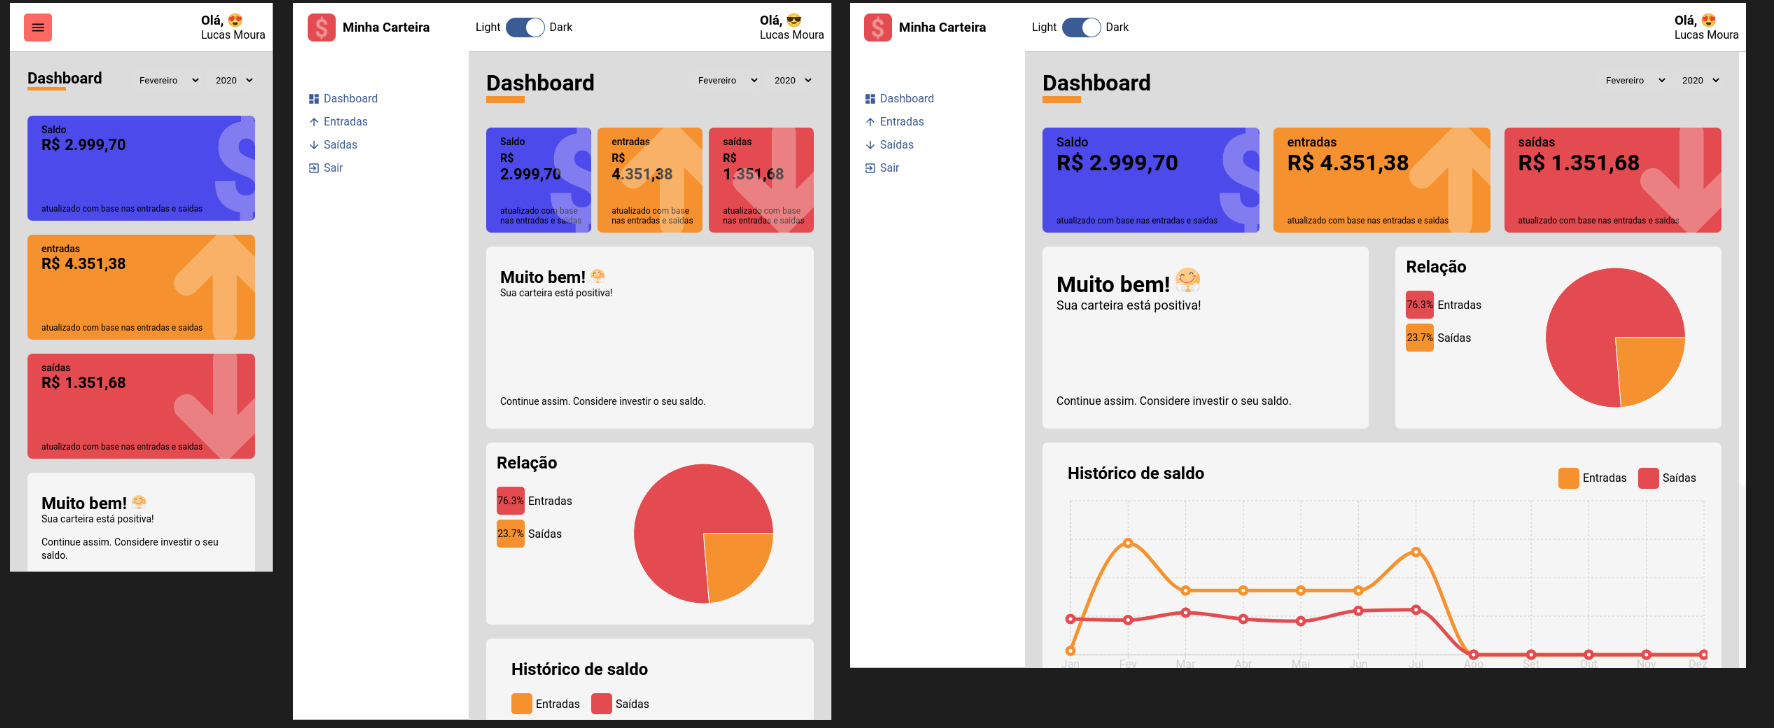 Olá, 😍
Lucas Moura
Dashboard
Fevereiro
2020
Saldo
R$ 2.999,70
atualizado com base nas entradas e saídas
entradas
R$ 4.351,38
atualizado com base nas entradas e saídas
saídas
R$ 1.351,68
atualizado com base nas entradas e saídas
Muito bem!
Sua carteira está positiva!
Continue assim. Considere investir o seu
saldo.
$
Minha Carteira
Light
Dark
Olá, 😎
Lucas Moura
Dashboard
Entradas
Saídas
Sair
Dashboard
Fevereiro
2020
Saldo
R$
2.999,70
atualizado com base
nas entradas e saídas
entradas
R$
4.351,38
atualizado com base
nas entradas e saídas
saídas
R$
1.351,68
atualizado com base
nas entradas e saídas
Muito bem!
Sua carteira está positiva!
Continue assim. Considere investir o seu saldo.
Relação
76.3% Entradas
23.7% Saídas
Histórico de saldo
Entradas
Saídas
$
Minha Carteira
Light
Dark
Olá, 😍
Lucas Moura
Dashboard
Entradas
Saídas
Sair
Dashboard
Fevereiro
2020
Saldo
R$ 2.999,70
atualizado com base nas entradas e saídas
entradas
R$ 4.351,38
atualizado com base nas entradas e saídas
saídas
R$ 1.351,68
atualizado com base nas entradas e saídas
Muito bem!
Sua carteira está positiva!
Continue assim. Considere investir o seu saldo.
Relação
76.3% Entradas
23.7% Saídas
Histórico de saldo
Entradas
Saídas
Jan Fev Mar Abr Mai Jun Jul Ago Set Out Nov Dez